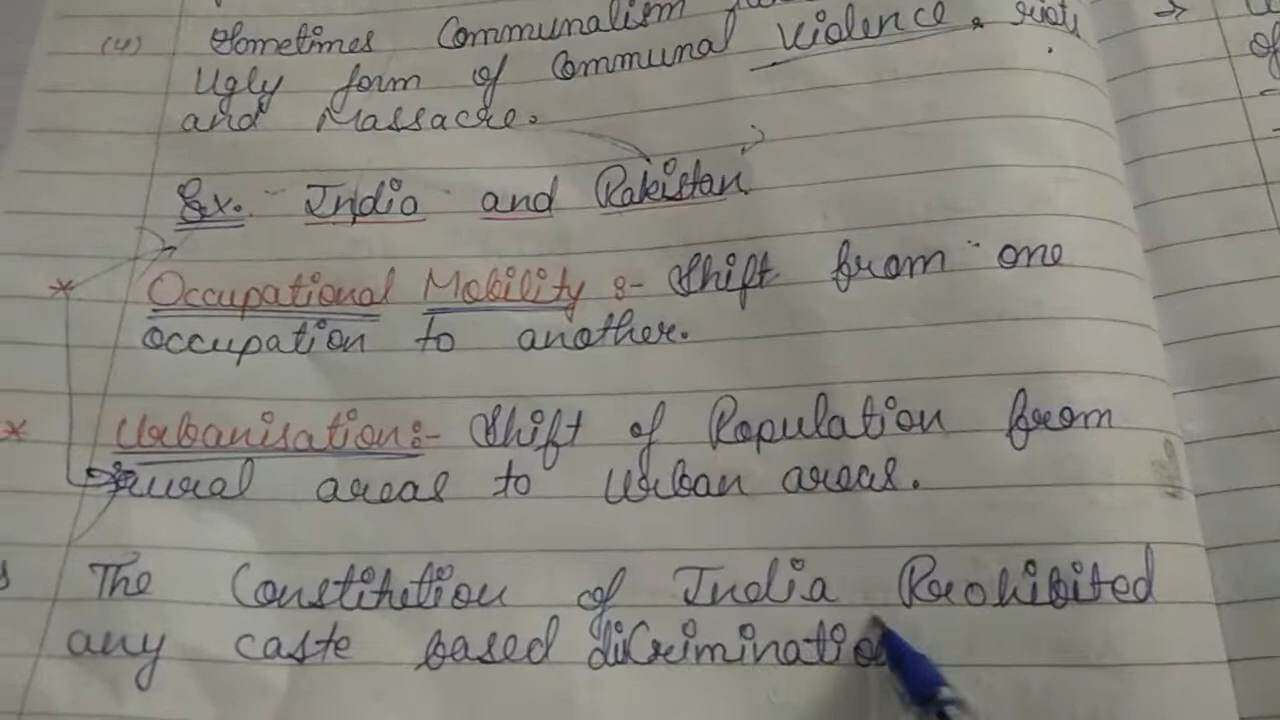 (4) Sometimes Communalism
Ugly form of Communal Violence, riots
and Massacre.
Ex. India and Pakistan
* Occupational Mobility :- Shift from one
occupation to another.
* Urbanisation :- Shift of Population from
rural areas to Urban areas.
The Constitution of India Prohibited
any caste based diCrimination
→
of